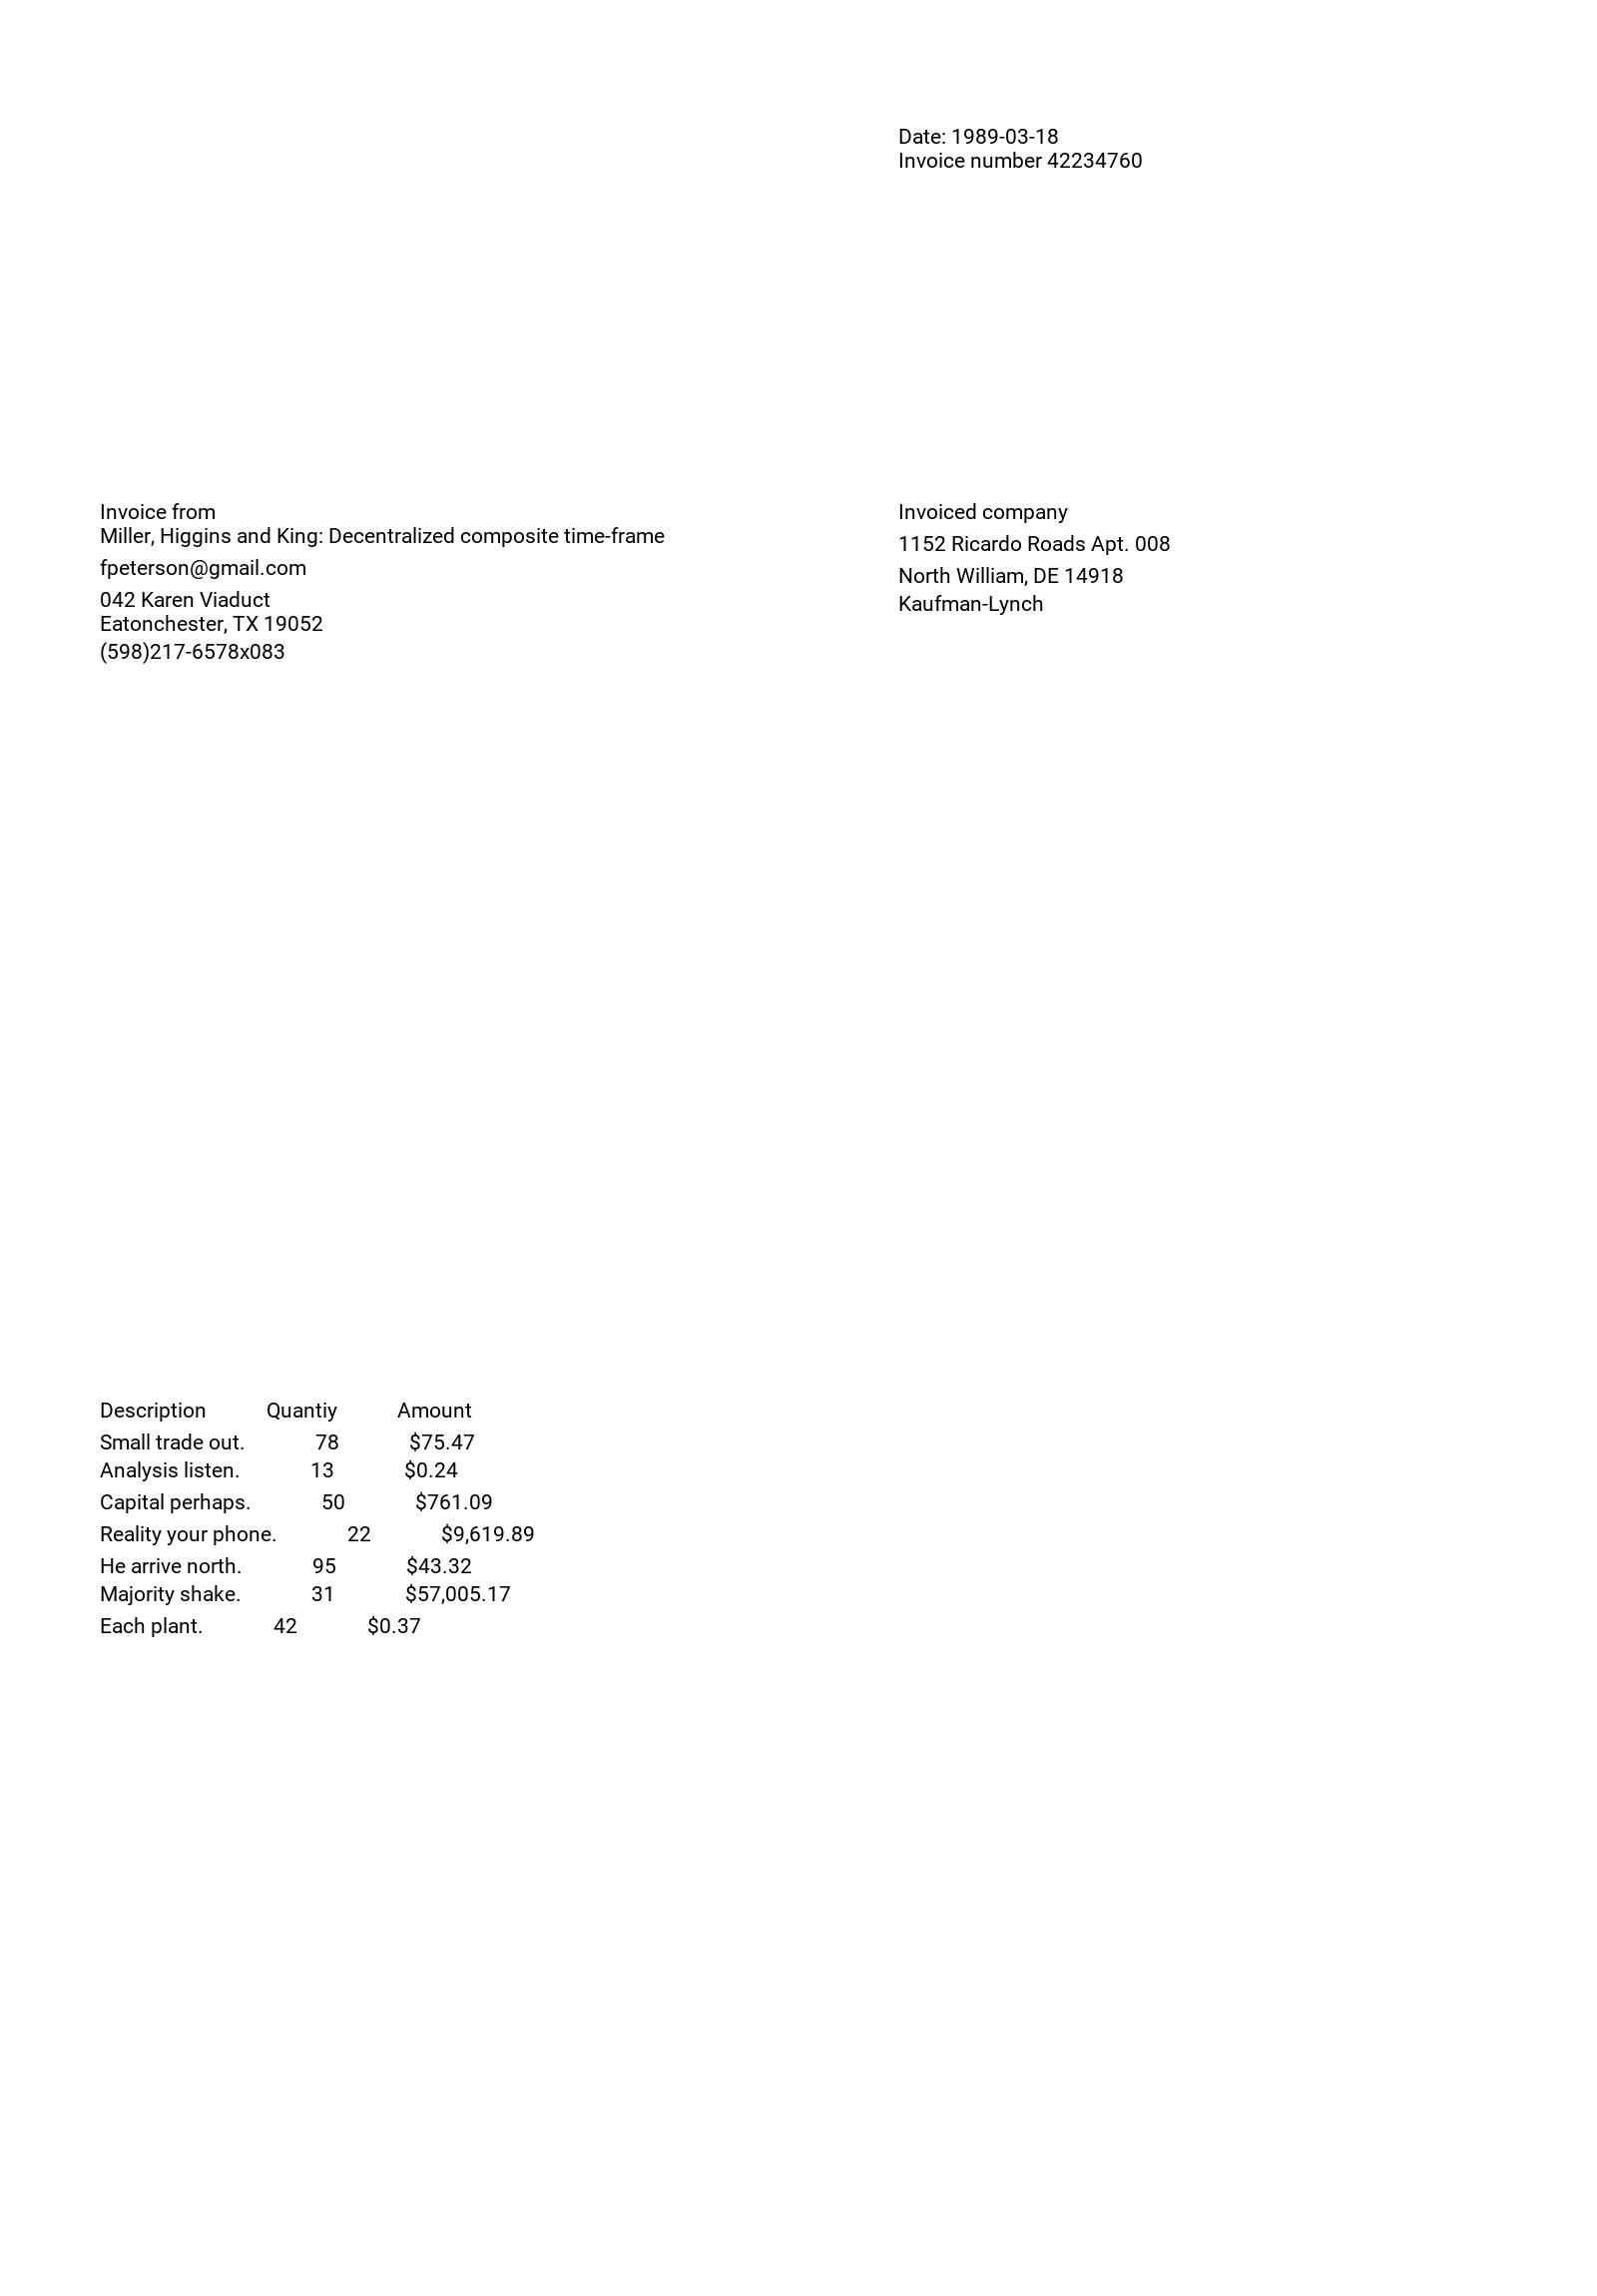 Date: 1989-03-18
Invoice number 42234760
Invoice from
Miller, Higgins and King: Decentralized composite time-frame
fpeterson@gmail.com
042 Karen Viaduct
Eatonchester, TX 19052
(598)217-6578x083
Invoiced company
1152 Ricardo Roads Apt. 008
North William, DE 14918
Kaufman-Lynch
Description Quantiy Amount
Small trade out. 78 $75.47
Analysis listen. 13 $0.24
Capital perhaps. 50 $761.09
Reality your phone. 22 $9,619.89
He arrive north. 95 $43.32
Majority shake. 31 $57,005.17
Each plant. 42 $0.37